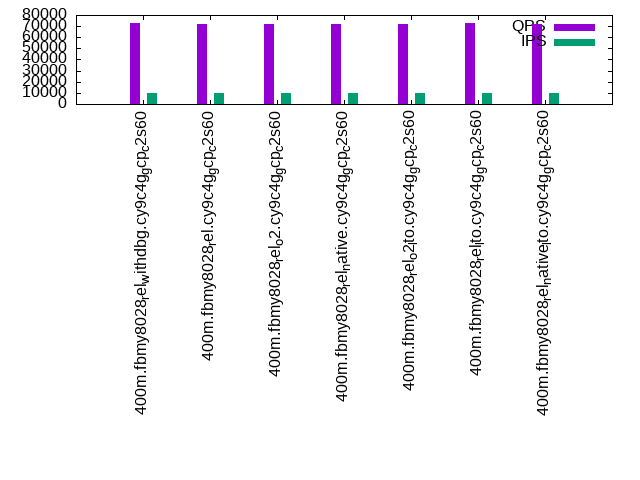 80000
70000
60000
50000
40000
30000
20000
10000
0
QPS
IPS
400m.fbmy8028relwithdbg.cy9c4ggcpc2s60
400m.fbmy8028rel.cy9c4ggcpc2s60
400m.fbmy8028relo2.cy9c4ggcpc2s60
400m.fbmy8028relnative.cy9c4ggcpc2s60
400m.fbmy8028relo2lto.cy9c4ggcpc2s60
400m.fbmy8028rellto.cy9c4ggcpc2s60
400m.fbmy8028relnativelto.cy9c4ggcpc2s60